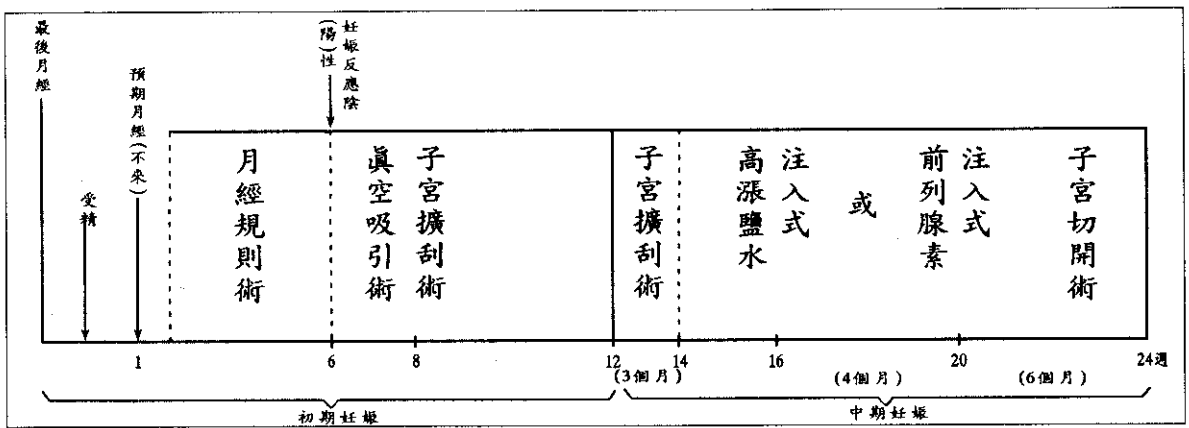 最後月經
受精
預期月經(不來)
妊娠反應陰
(陽)性
月經規則術
眞空吸引術
子宮擴刮術
子宮擴刮術
高漲鹽水
注入式
或
前列腺素
注入式
子宮切開術
1
6
8
12
14
16
20
24週
(3個月)
(4個月)
(6個月)
初期妊娠
中期妊娠